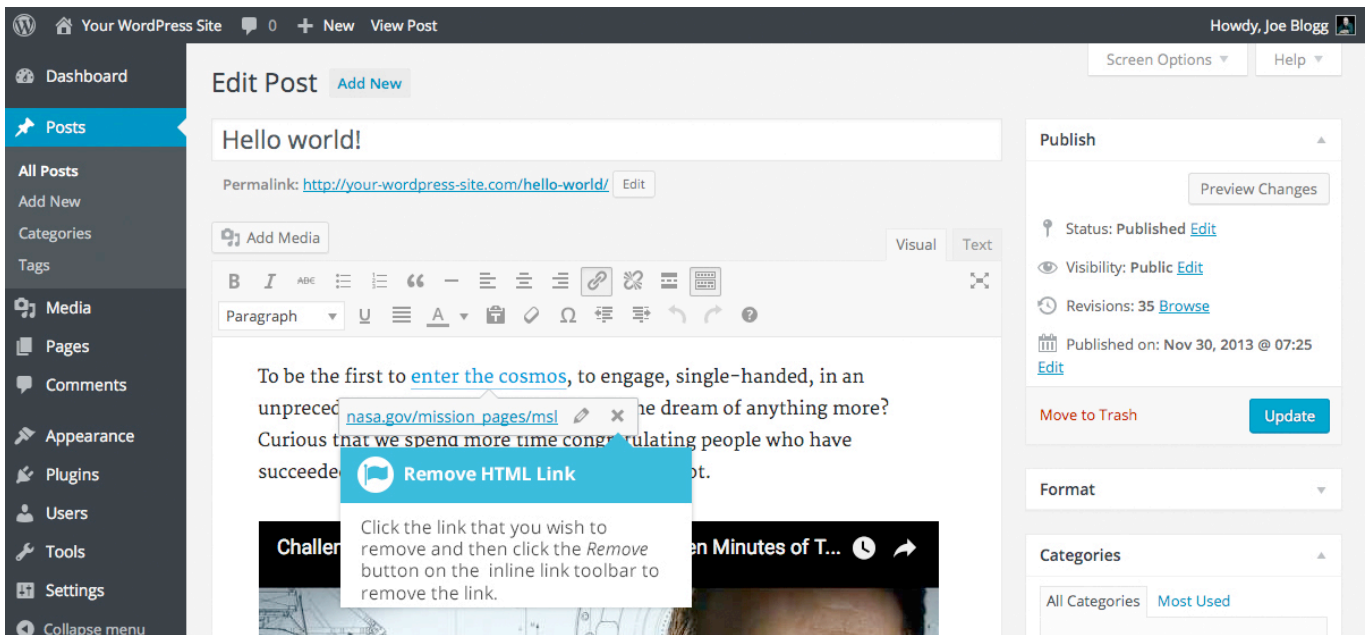 Your WordPress Site 0 + New View Post Howdy, Joe Blogg
Dashboard
Posts
All Posts
Add New
Categories
Tags
Media
Pages
Comments
Appearance
Plugins
Users
Tools
Settings
Collapse menu
Screen Options Help
Edit Post Add New
Hello world!
Permalink: http://your-wordpress-site.com/hello-world/ Edit
Add Media
Visual Text
B I ABC
Paragraph U A Ω
To be the first to enter the cosmos, to engage, single-handed, in an
unpreced nasa.gov/mission_pages/msl he dream of anything more?
Curious that we spend more time congratulating people who have
succeede ot.
Remove HTML Link
Click the link that you wish to
remove and then click the Remove
button on the inline link toolbar to
remove the link.
Challen en Minutes of T...
Publish
Preview Changes
Status: Published Edit
Visibility: Public Edit
Revisions: 35 Browse
Published on: Nov 30, 2013 @ 07:25
Edit
Move to Trash Update
Format
Categories
All Categories Most Used